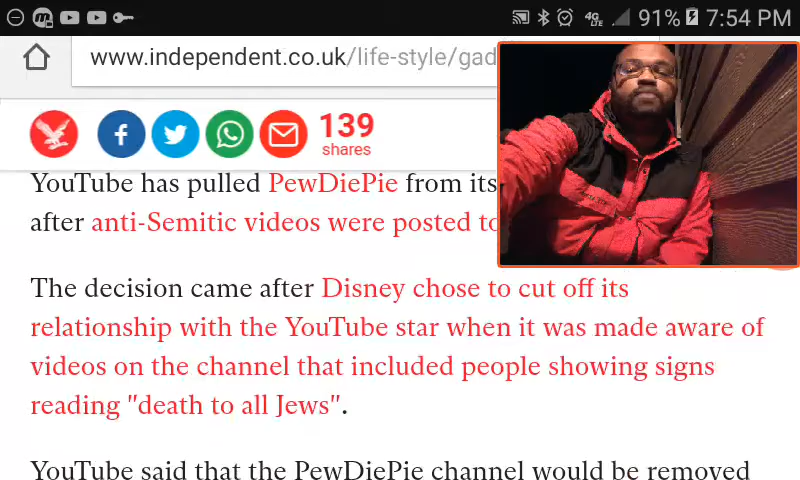 4G LTE 91% 7:54 PM
www.independent.co.uk/life-style/gad
139
shares
YouTube has pulled PewDiePie from its
after anti-Semitic videos were posted to
The decision came after Disney chose to cut off its
relationship with the YouTube star when it was made aware of
videos on the channel that included people showing signs
reading "death to all Jews".
YouTube said that the PewDiePie channel would be removed